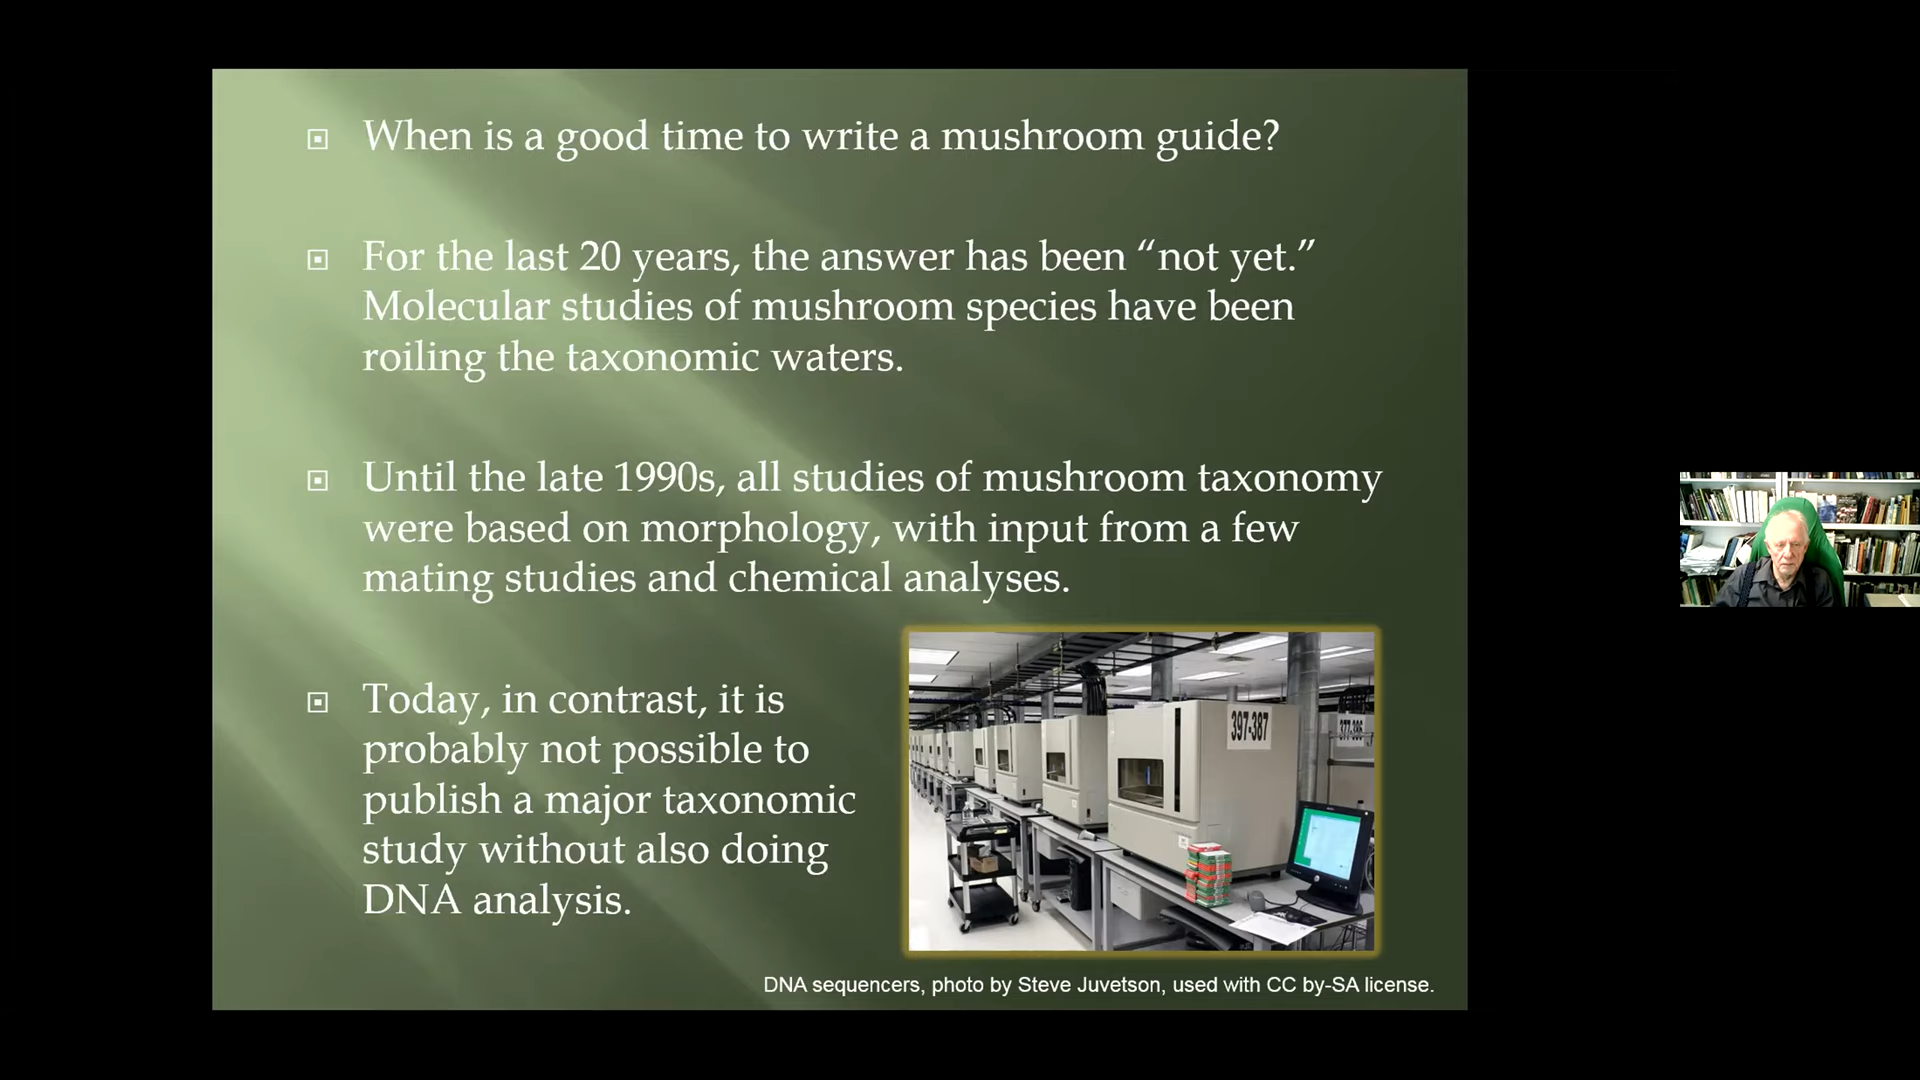 When is a good time to write a mushroom guide?
For the last 20 years, the answer has been “not yet.”
Molecular studies of mushroom species have been
roiling the taxonomic waters.
Until the late 1990s, all studies of mushroom taxonomy
were based on morphology, with input from a few
mating studies and chemical analyses.
Today, in contrast, it is
probably not possible to
publish a major taxonomic
study without also doing
DNA analysis.
397-387
DNA sequencers, photo by Steve Juvetson, used with CC by-SA license.